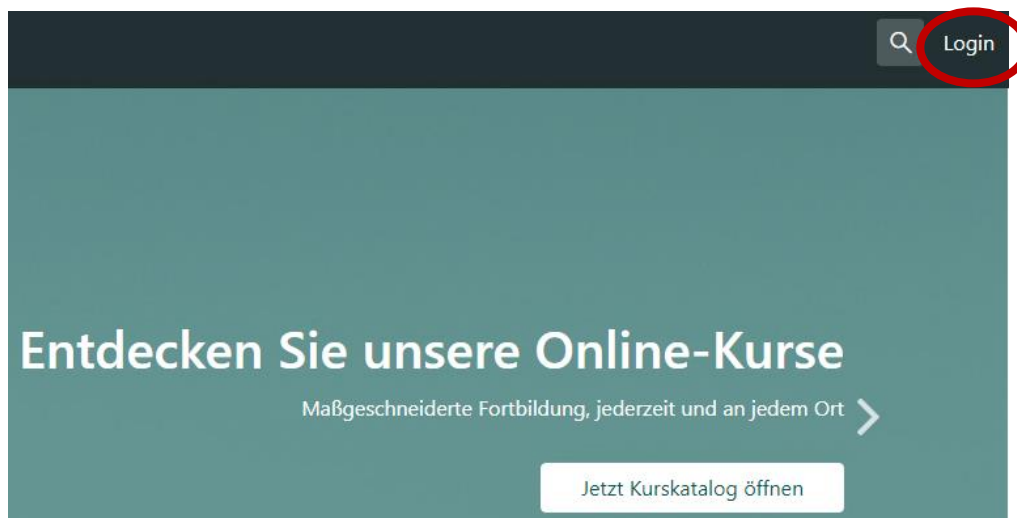 Login
Entdecken Sie unsere Online-Kurse
Maßgeschneiderte Fortbildung, jederzeit und an jedem Ort
Jetzt Kurskatalog öffnen